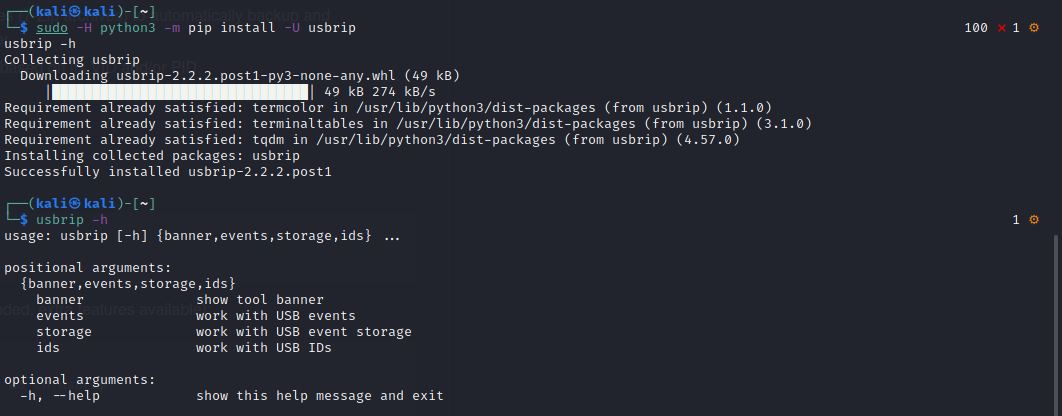 automatically backup and
┌──(kali㉿kali)-[~]
└─$ sudo -H python3 -m pip install -U usbrip 100 ⨯ 1 ⚙
usbrip -h
Collecting usbrip
PID
Downloading usbrip-2.2.2.post1-py3-none-any.whl (49 kB)
|████████████████████████████████| 49 kB 274 kB/s
Requirement already satisfied: termcolor in /usr/lib/python3/dist-packages (from usbrip) (1.1.0)
Requirement already satisfied: terminaltables in /usr/lib/python3/dist-packages (from usbrip) (3.1.0)
Requirement already satisfied: tqdm in /usr/lib/python3/dist-packages (from usbrip) (4.57.0)
Installing collected packages: usbrip
Successfully installed usbrip-2.2.2.post1
┌──(kali㉿kali)-[~]
└─$ usbrip -h 1 ⚙
usage: usbrip [-h] {banner,events,storage,ids} ...
positional arguments:
{banner,events,storage,ids}
banner show tool banner
events work with USB events
features available
storage work with USB event storage
ids work with USB IDs
optional arguments:
-h, --help show this help message and exit